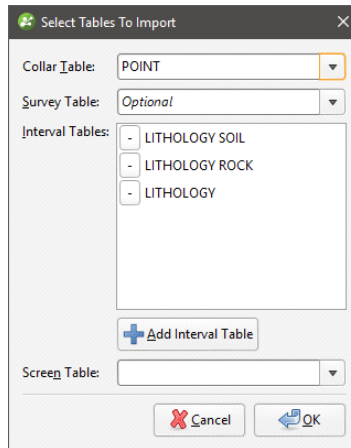 Select Tables To Import
Collar Table: POINT
Survey Table: Optional
Interval Tables: - LITHOLOGY SOIL
- LITHOLOGY ROCK
- LITHOLOGY
Add Interval Table
Screen Table:
Cancel OK